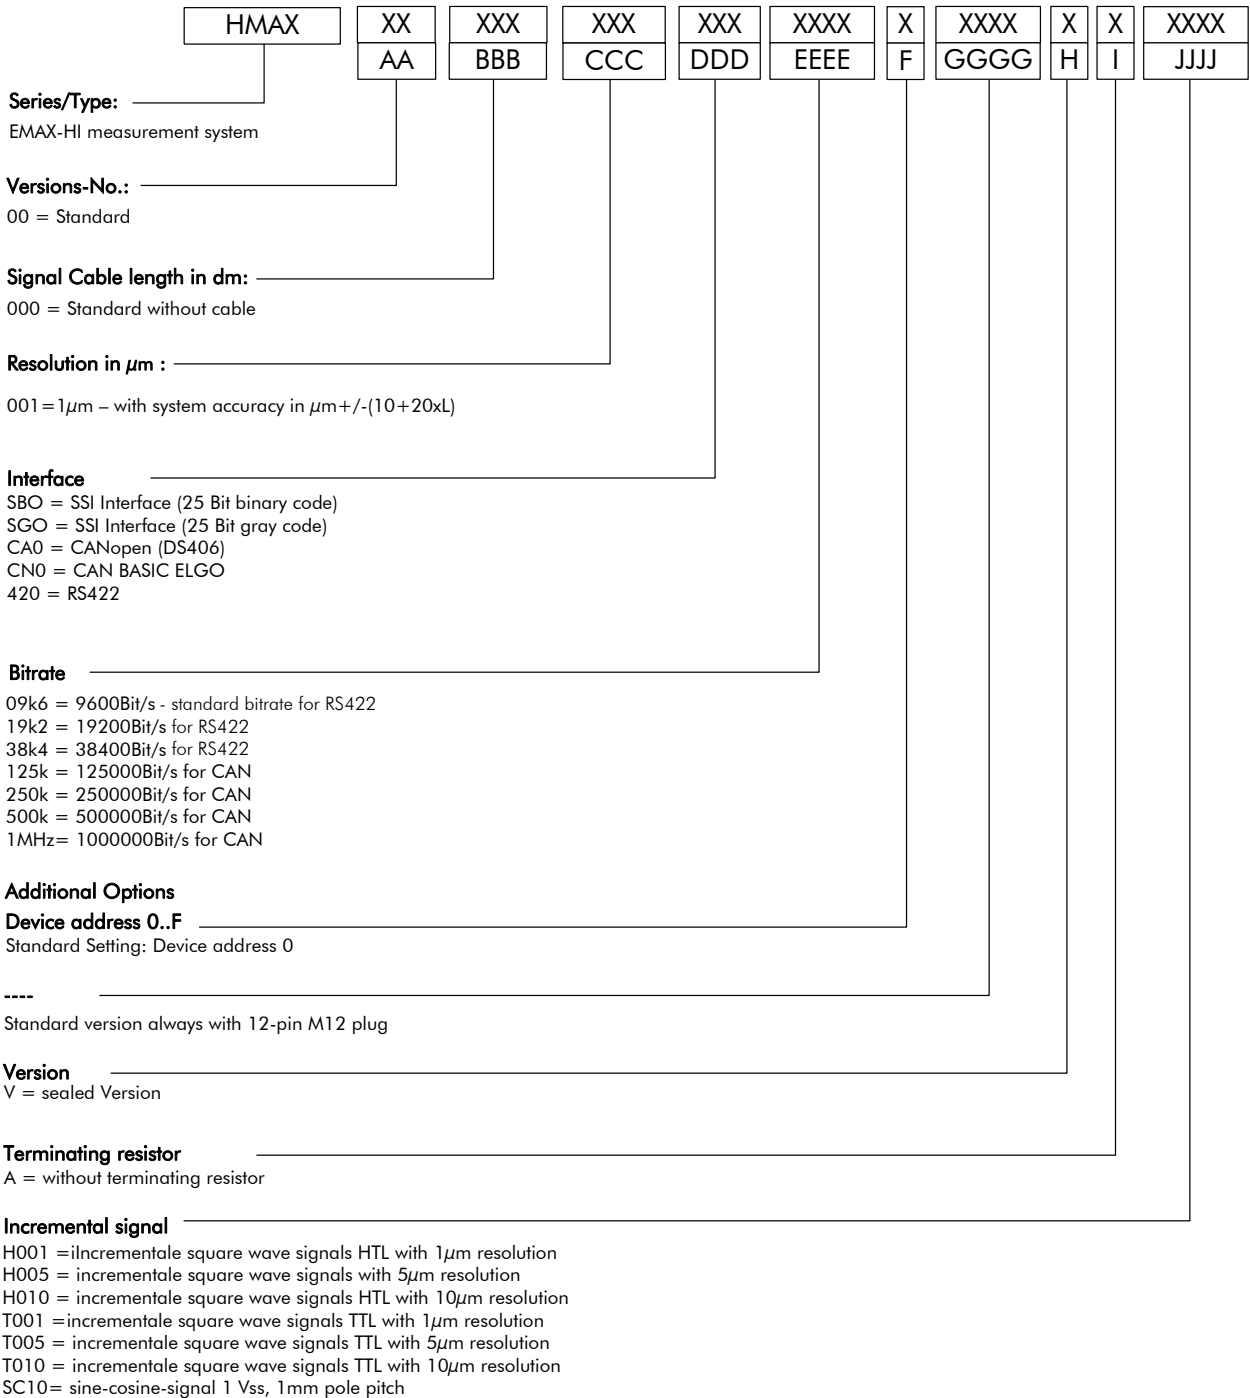 HMAX XX XXX XXX XXX XXXX X XXXX X X XXXX
AA BBB CCC DDD EEEE F GGGG H I JJJJ
Series/Type:
EMAX-HI measurement system
Versions-No.:
00 = Standard
Signal Cable length in dm:
000 = Standard without cable
Resolution in µm :
001=1µm – with system accuracy in µm+/-(10+20xL)
Interface
SBO = SSI Interface (25 Bit binary code)
SGO = SSI Interface (25 Bit gray code)
CA0 = CANopen (DS406)
CN0 = CAN BASIC ELGO
420 = RS422
Bitrate
09k6 = 9600Bit/s - standard bitrate for RS422
19k2 = 19200Bit/s for RS422
38k4 = 38400Bit/s for RS422
125k = 125000Bit/s for CAN
250k = 250000Bit/s for CAN
500k = 500000Bit/s for CAN
1MHz= 1000000Bit/s for CAN
Additional Options
Device address 0..F
Standard Setting: Device address 0
----
Standard version always with 12-pin M12 plug
Version
V = sealed Version
Terminating resistor
A = without terminating resistor
Incremental signal
H001 =iIncrementale square wave signals HTL with 1µm resolution
H005 = incrementale square wave signals with 5µm resolution
H010 = incrementale square wave signals HTL with 10µm resolution
T001 =incrementale square wave signals TTL with 1µm resolution
T005 = incrementale square wave signals TTL with 5µm resolution
T010 = incrementale square wave signals TTL with 10µm resolution
SC10= sine-cosine-signal 1 Vss, 1mm pole pitch